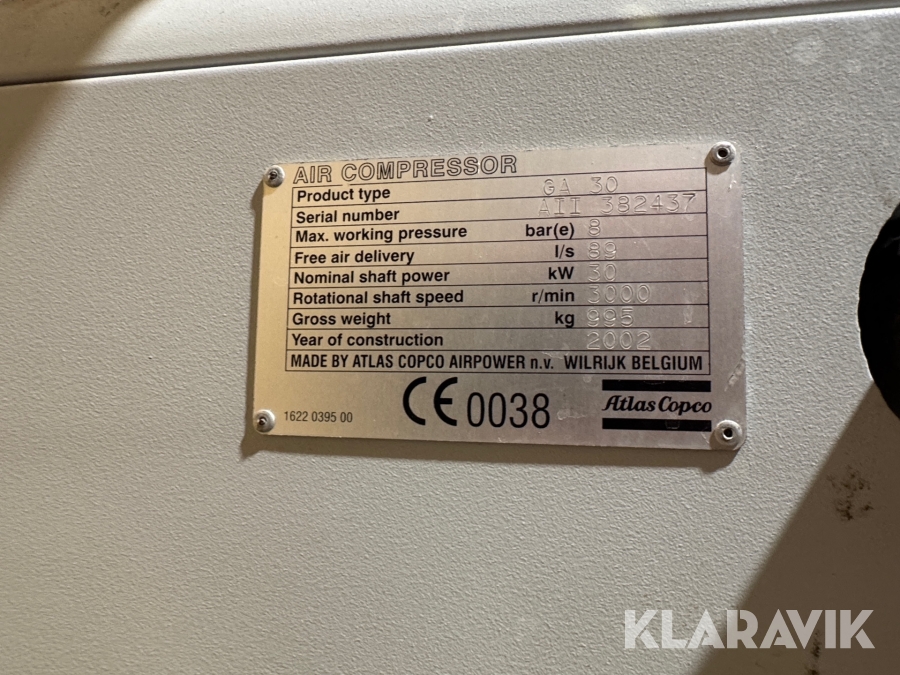 AIR COMPRESSOR
Product type GA 30
Serial number AII 382437
Max. working pressure bar(e) 8
Free air delivery l/s 89
Nominal shaft power kW 30
Rotational shaft speed r/min 3000
Gross weight kg 995
Year of construction 2002
MADE BY ATLAS COPCO AIRPOWER n.v. WILRIJK BELGIUM
1622 0395 00 CE 0038 Atlas Copco
KLARAVIK